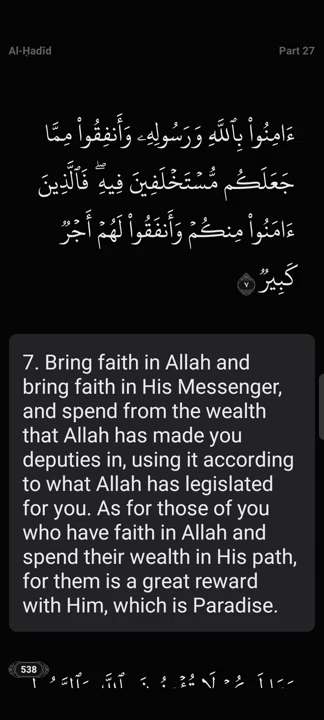 Al-Ḥadīd
Part 27
ءَامِنُوا۟ بِٱللَّهِ وَرَسُولِهِۦ وَأَنفِقُوا۟ مِمَّا
جَعَلَكُم مُّسْتَخْلَفِينَ فِيهِۖ فَٱلَّذِينَ
ءَامَنُوا۟ مِنكُمْ وَأَنفَقُوا۟ لَهُمْ أَجْرٌۭ
كَبِيرٌۭ ٧
7. Bring faith in Allah and
bring faith in His Messenger,
and spend from the wealth
that Allah has made you
deputies in, using it according
to what Allah has legislated
for you. As for those of you
who have faith in Allah and
spend their wealth in His path,
for them is a great reward
with Him, which is Paradise.
538